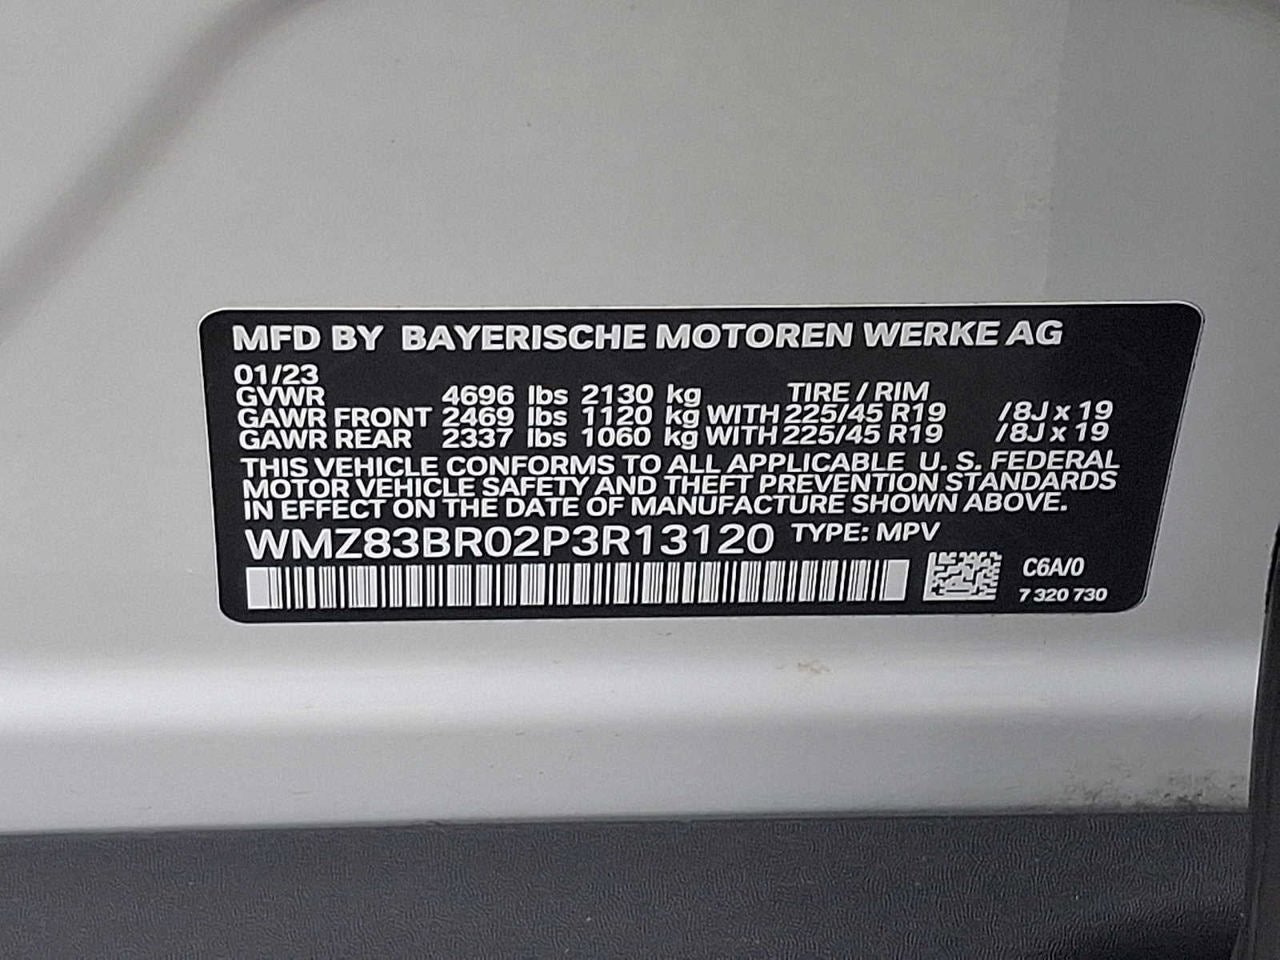 MFD BY BAYERISCHE MOTOREN WERKE AG
01/23
GVWR 4696 lbs 2130 kg TIRE / RIM
GAWR FRONT 2469 lbs 1120 kg WITH 225/45 R19 /8J x 19
GAWR REAR 2337 lbs 1060 kg WITH 225/45 R19 /8J x 19
THIS VEHICLE CONFORMS TO ALL APPLICABLE U. S. FEDERAL
MOTOR VEHICLE SAFETY AND THEFT PREVENTION STANDARDS
IN EFFECT ON THE DATE OF MANUFACTURE SHOWN ABOVE.
WMZ83BR02P3R13120 TYPE: MPV
C6A/0
7 320 730